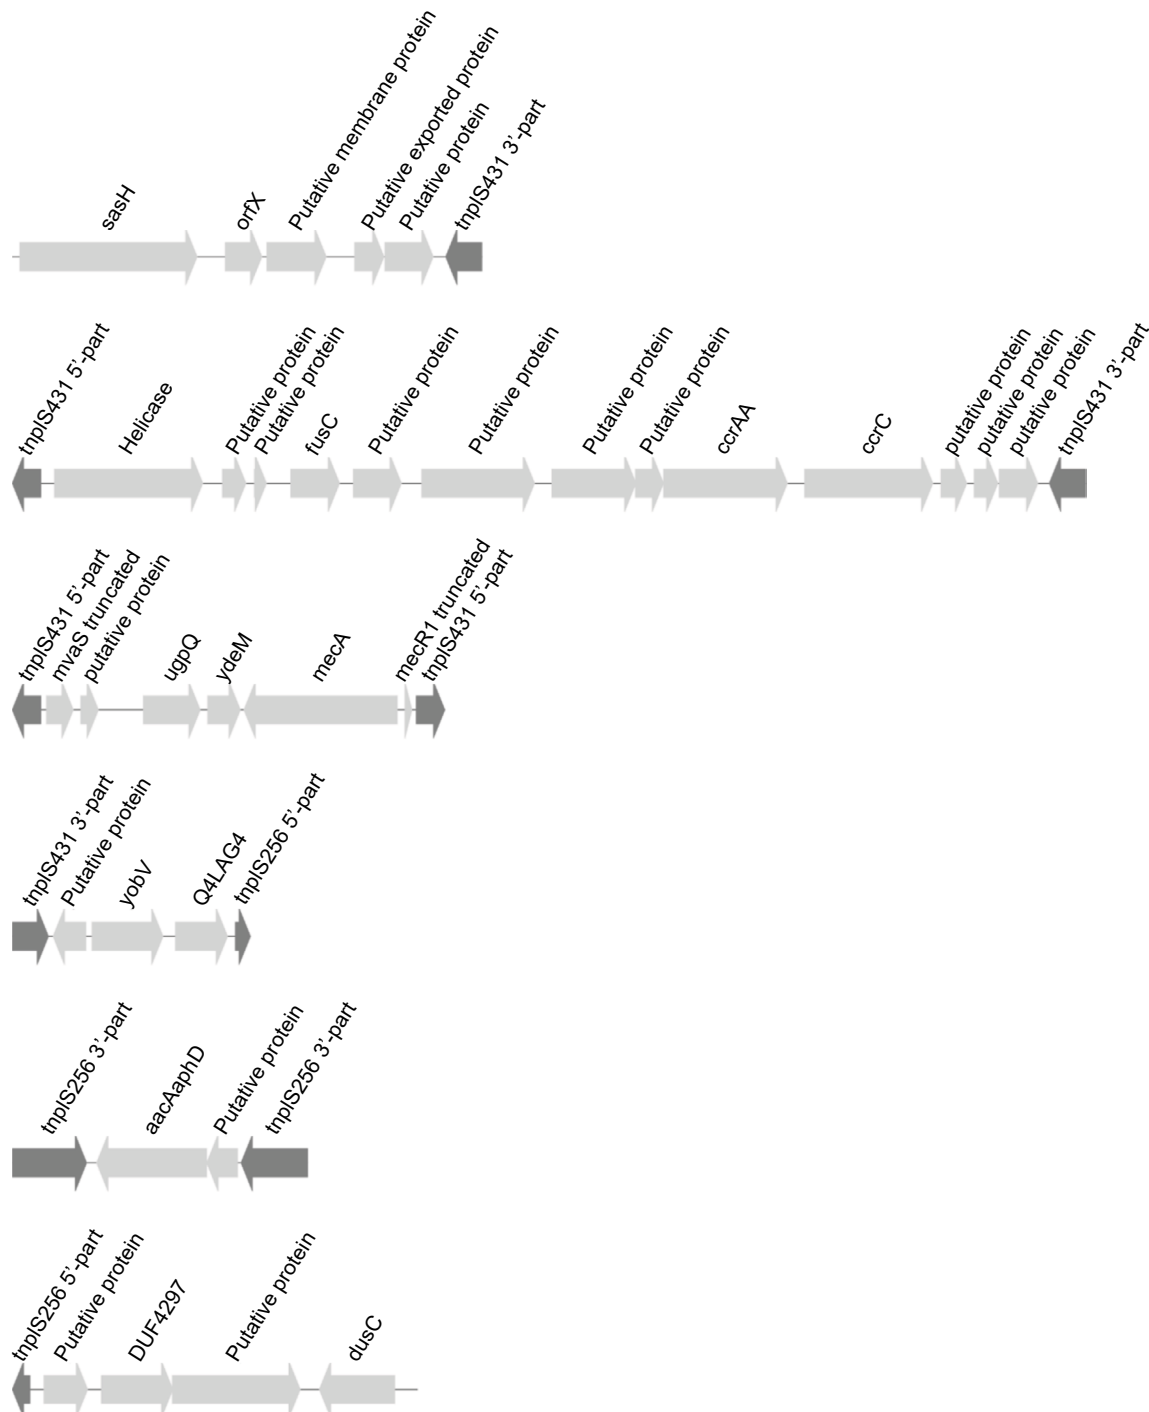 sasH
orfX
Putative membrane protein
Putative exported protein
Putative protein
tnpIS431 3'-part
tnpIS431 5'-part
Helicase
Putative protein
Putative protein
fusC
Putative protein
Putative protein
Putative protein
Putative protein
ccrAA
ccrC
putative protein
putative protein
putative protein
tnpIS431 3'-part
tnpIS431 5'-part
mvaS truncated
putative protein
ugpQ
ydeM
mecA
mecR1 truncated
tnpIS431 5'-part
tnpIS431 3'-part
Putative protein
yobV
Q4LAG4
tnpIS256 5'-part
tnpIS256 3'-part
aacAaphD
Putative protein
tnpIS256 3'-part
tnpIS256 5'-part
Putative protein
DUF4297
Putative protein
dusC